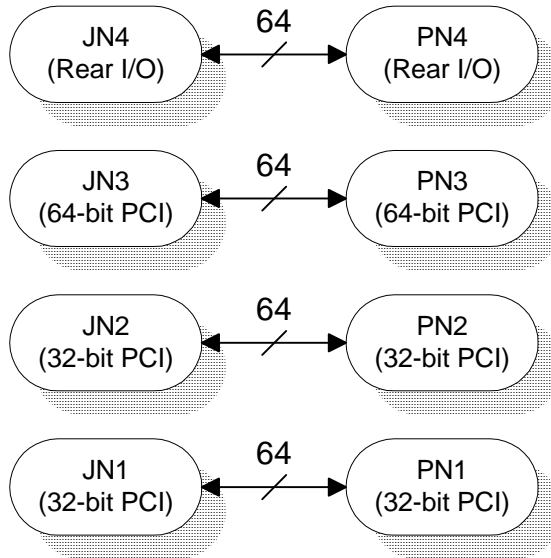 JN4
(Rear I/O)
64
PN4
(Rear I/O)
JN3
(64-bit PCI)
64
PN3
(64-bit PCI)
JN2
(32-bit PCI)
64
PN2
(32-bit PCI)
JN1
(32-bit PCI)
64
PN1
(32-bit PCI)